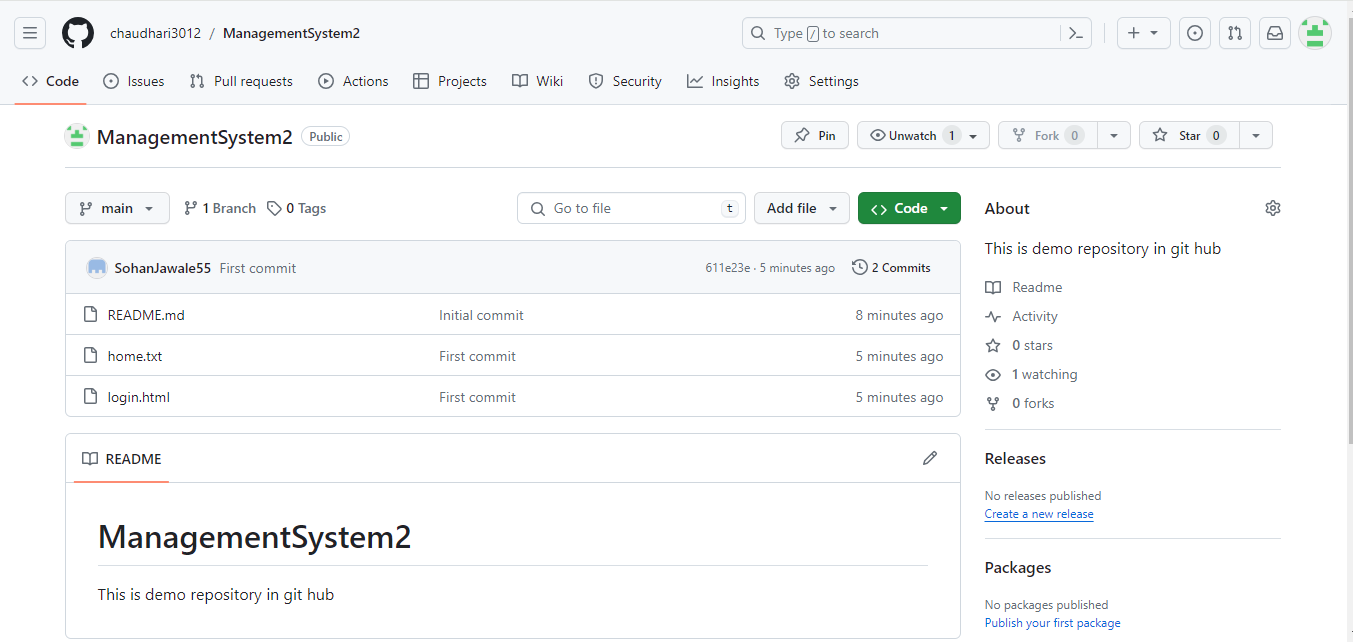 chaudhari3012 / ManagementSystem2
Type / to search
Code Issues Pull requests Actions Projects Wiki Security Insights Settings
ManagementSystem2 Public
Pin Unwatch 1 Fork 0 Star 0
main 1 Branch 0 Tags Go to file t Add file Code
SohanJawale55 First commit 611e23e · 5 minutes ago 2 Commits
README.md Initial commit 8 minutes ago
home.txt First commit 5 minutes ago
login.html First commit 5 minutes ago
README
ManagementSystem2
This is demo repository in git hub
About
This is demo repository in git hub
Readme
Activity
0 stars
1 watching
0 forks
Releases
No releases published
Create a new release
Packages
No packages published
Publish your first package